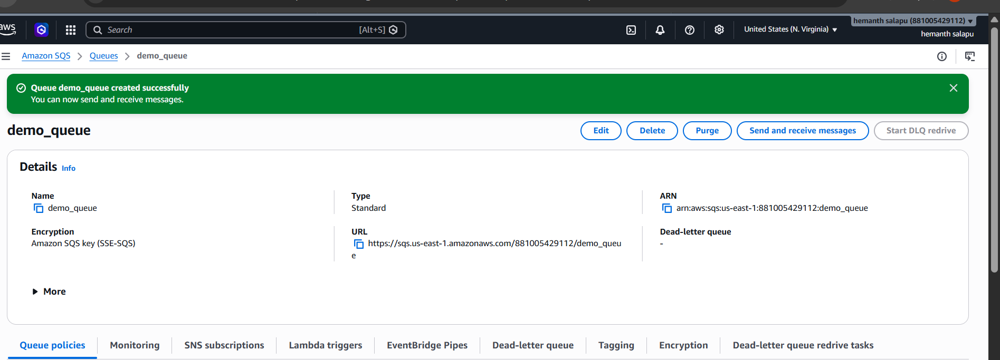 aws
Search [Alt+S]
United States (N. Virginia)
hemanth salapu (881005429112)
hemanth salapu
Amazon SQS
Queues
demo_queue
Queue demo_queue created successfully
You can now send and receive messages.
demo_queue
Edit
Delete
Purge
Send and receive messages
Start DLQ redrive
Details Info
Name
demo_queue
Type
Standard
ARN
arn:aws:sqs:us-east-1:881005429112:demo_queue
Encryption
Amazon SQS key (SSE-SQS)
URL
https://sqs.us-east-1.amazonaws.com/881005429112/demo_queu
e
Dead-letter queue
-
More
Queue policies
Monitoring
SNS subscriptions
Lambda triggers
EventBridge Pipes
Dead-letter queue
Tagging
Encryption
Dead-letter queue redrive tasks